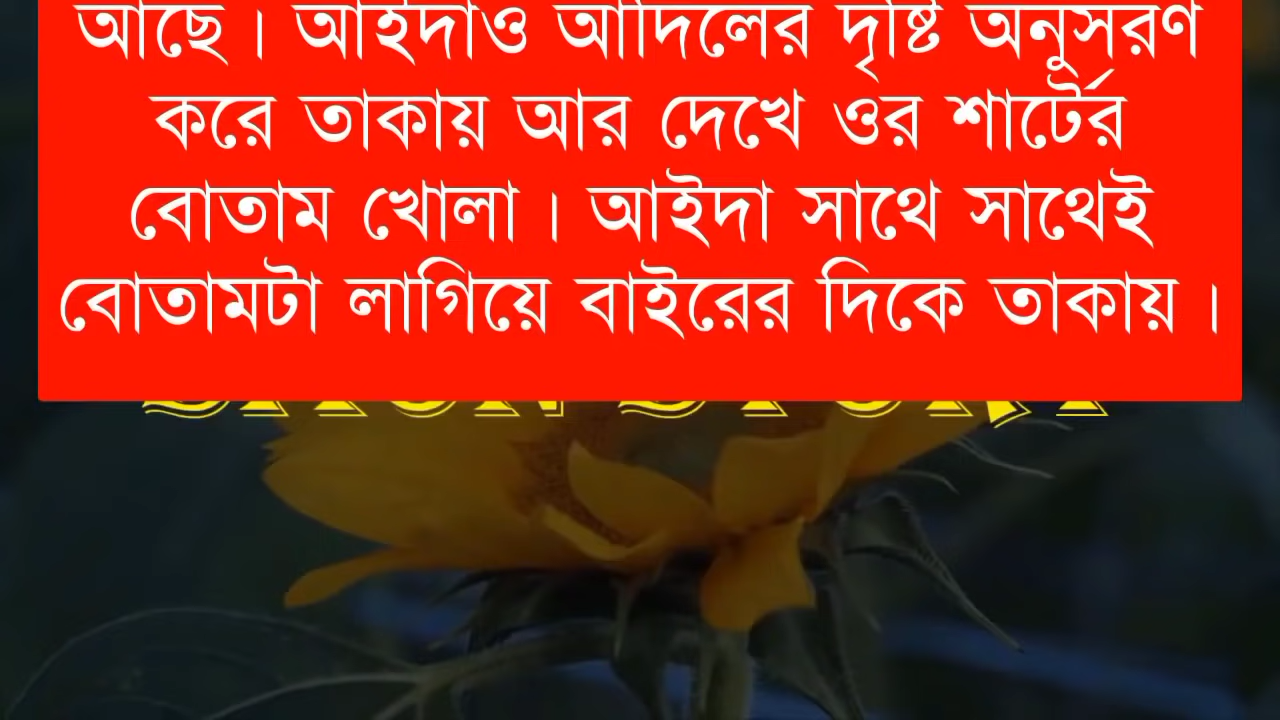 আছে। আইদাও আদিলের দৃষ্টি অনুসরণ
করে তাকায় আর দেখে ওর শার্টের
বোতাম খোলা। আইদা সাথে সাথেই
বোতামটা লাগিয়ে বাইরের দিকে তাকায়।